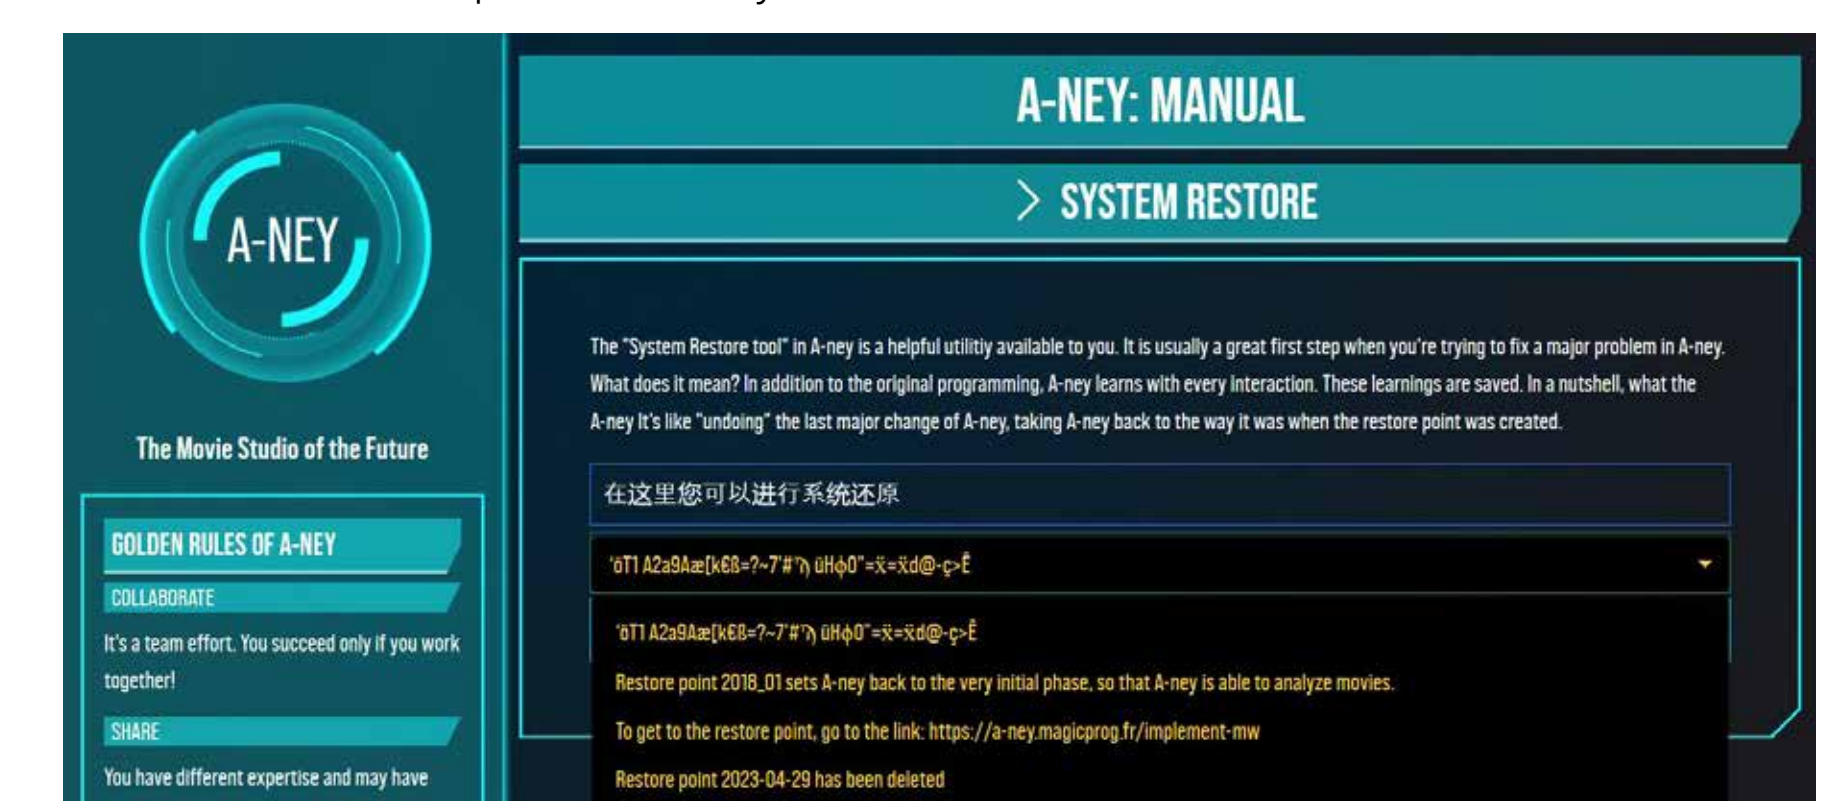 A-NEY
The Movie Studio of the Future
GOLDEN RULES OF A-NEY
COLLABORATE
It's a team effort. You succeed only if you work
together!
SHARE
You have different expertise and may have
A-NEY: MANUAL
> SYSTEM RESTORE
The "System Restore tool" in A-ney is a helpful utilitiy available to you. It is usually a great first step when you're trying to fix a major problem in A-ney.
What does it mean? In addition to the original programming, A-ney learns with every interaction. These learnings are saved. In a nutshell, what the
A-ney It's like "undoing" the last major change of A-ney, taking A-ney back to the way it was when the restore point was created.
在这里您可以进行系统还原
Restore point 2018_01 sets A-ney back to the very initial phase, so that A-ney is able to analyze movies.
To get to the restore point, go to the link: https://a-ney.magicprog.fr/implement-mw
Restore point 2023-04-29 has been deleted